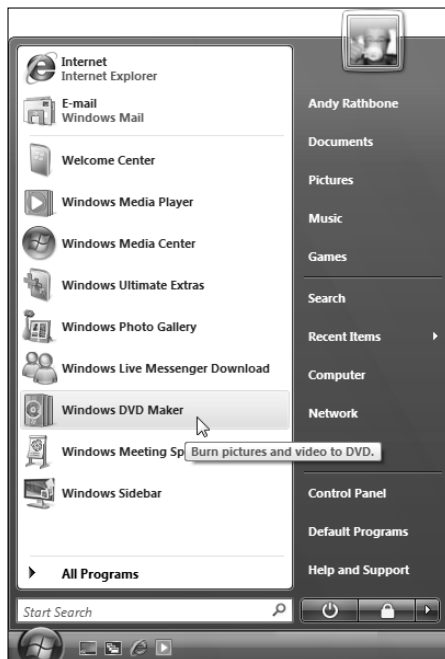 Internet
Internet Explorer
E-mail
Windows Mail
Welcome Center
Windows Media Player
Windows Media Center
Windows Ultimate Extras
Windows Photo Gallery
Windows Live Messenger Download
Windows DVD Maker
Windows Meeting Sp
Burn pictures and video to DVD.
Windows Sidebar
All Programs
Start Search
Andy Rathbone
Documents
Pictures
Music
Games
Search
Recent Items
Computer
Network
Control Panel
Default Programs
Help and Support